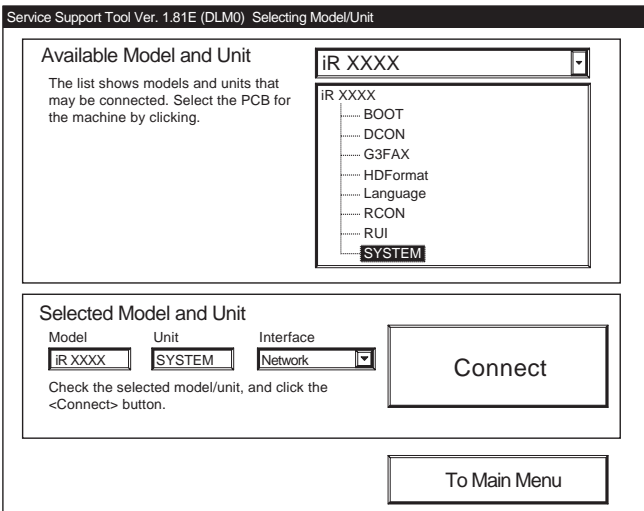 Service Support Tool Ver. 1.81E (DLM0)  Selecting Model/Unit
Available Model and Unit
The list shows models and units that
may be connected. Select the PCB for
the machine by clicking.
iR XXXX
iR XXXX
BOOT
DCON
G3FAX
HDFormat
Language
RCON
RUI
SYSTEM
Selected Model and Unit
Model Unit Interface
iR XXXX SYSTEM Network
Check the selected model/unit, and click the
<Connect> button.
Connect
To Main Menu